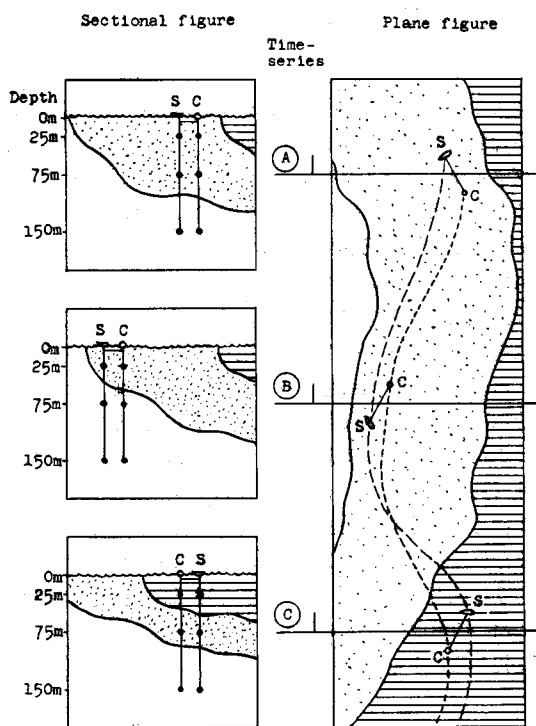 Sectional figure
Plane figure
Time-
series
Depth
0m
25m
75m
150m
S C
0m
25m
75m
150m
S C
0m
25m
75m
150m
C S
A
S
C
B
C
S
C
S
C